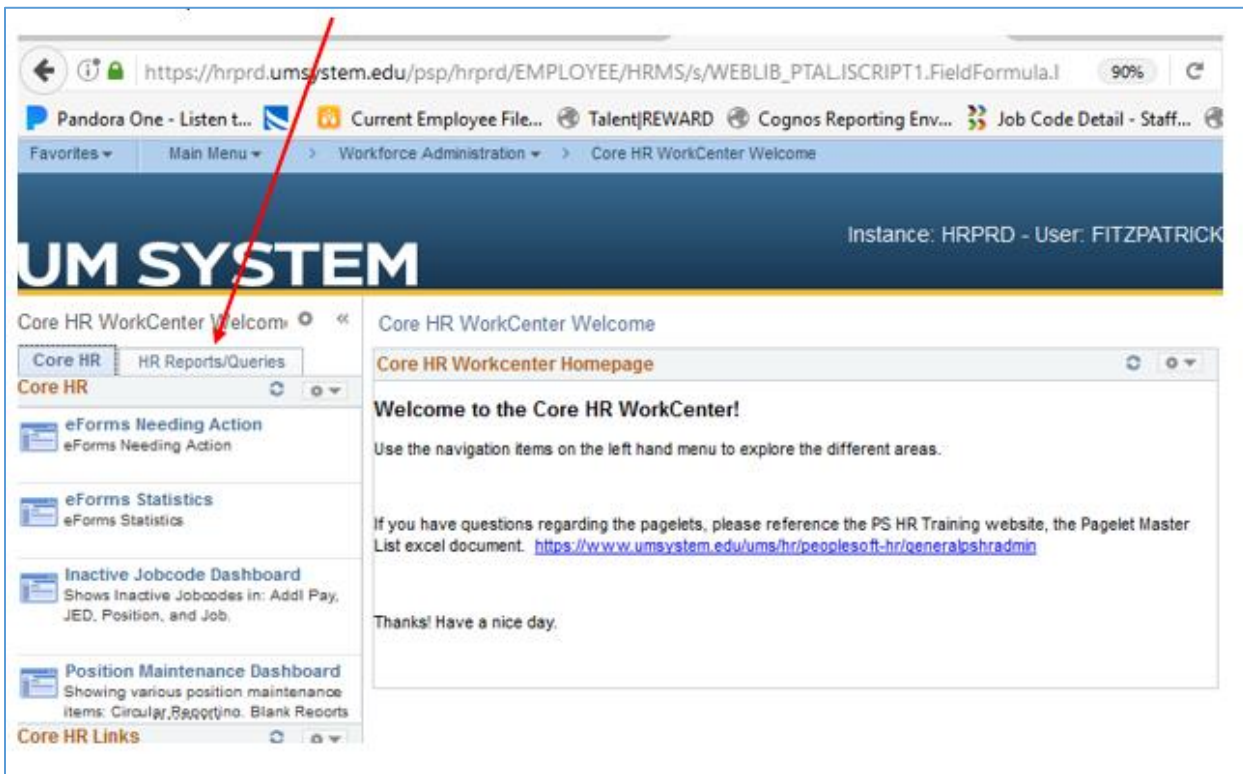 https://hrprd.umsystem.edu/psp/hrprd/EMPLOYEE/HRMS/s/WEBLIB_PTAL.ISCRIPT1.FieldFormula.I 90%
Pandora One - Listen t... Current Employee File... Talent|REWARD Cognos Reporting Env... Job Code Detail - Staff...
Favorites Main Menu > Workforce Administration > Core HR WorkCenter Welcome
Instance: HRPRD - User: FITZPATRICK
UM SYSTEM
Core HR WorkCenter Welcom «
Core HR WorkCenter Welcome
Core HR HR Reports/Queries
Core HR Workcenter Homepage
Core HR
Welcome to the Core HR WorkCenter!
eForms Needing Action
eForms Needing Action
Use the navigation items on the left hand menu to explore the different areas.
eForms Statistics
eForms Statistics
If you have questions regarding the pagelets, please reference the PS HR Training website, the Pagelet Master
List excel document. https://www.umsystem.edu/ums/hr/peoplesoft-hr/generalpshradmin
Inactive Jobcode Dashboard
Shows Inactive Jobcodes in: Addl Pay,
JED, Position, and Job.
Thanks! Have a nice day.
Position Maintenance Dashboard
Showing various position maintenance
items: Circular Reporting. Blank Reports
Core HR Links